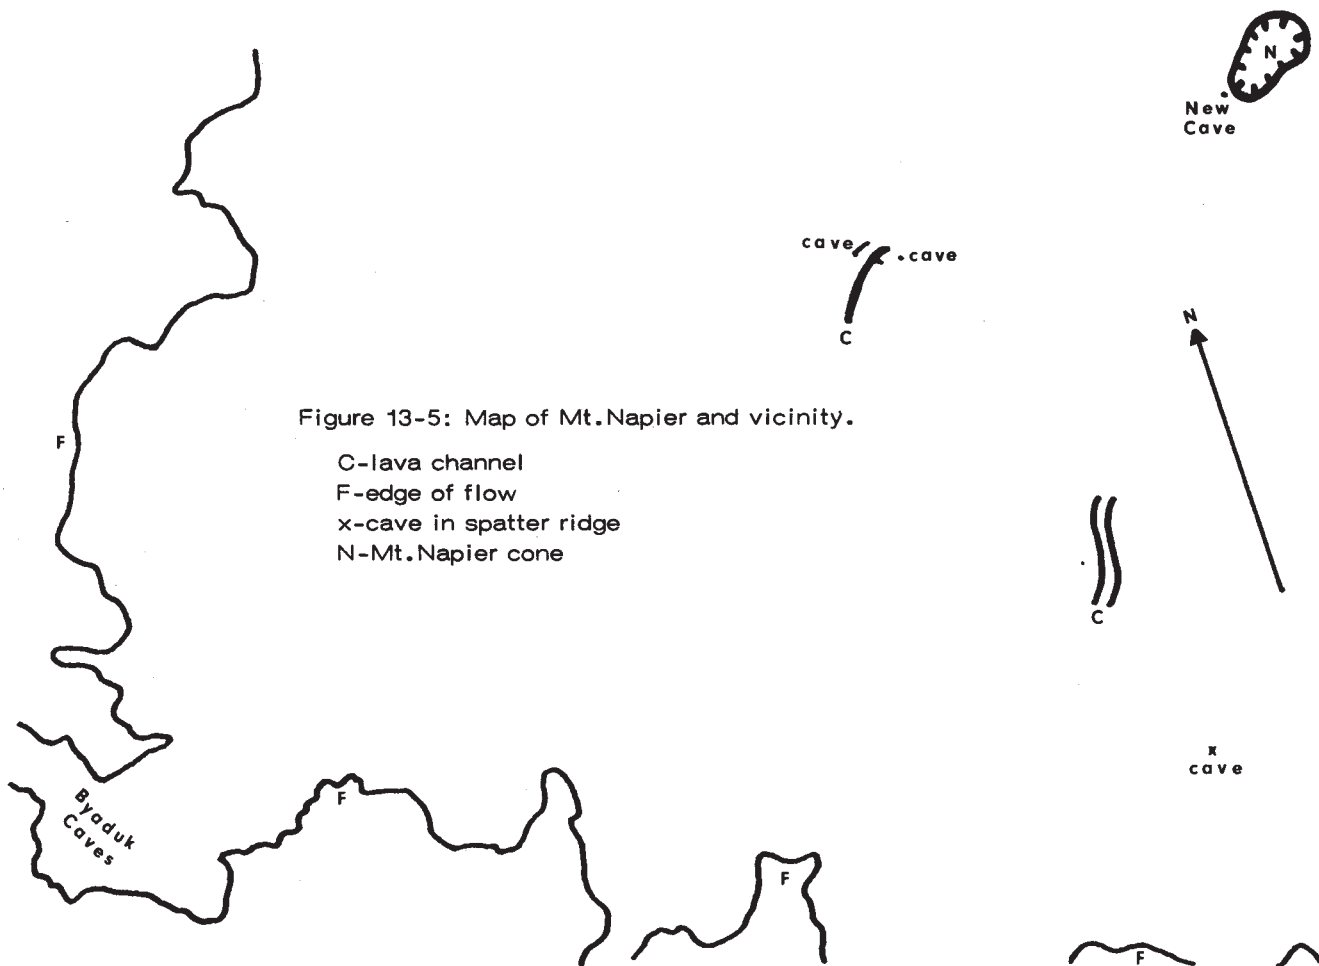 N
New
Cave
cave
.cave
C
N
Figure 13-5: Map of Mt.Napier and vicinity.
C-lava channel
F-edge of flow
x-cave in spatter ridge
N-Mt.Napier cone
F
C
x
cave
Byaduk
Caves
F
F
F